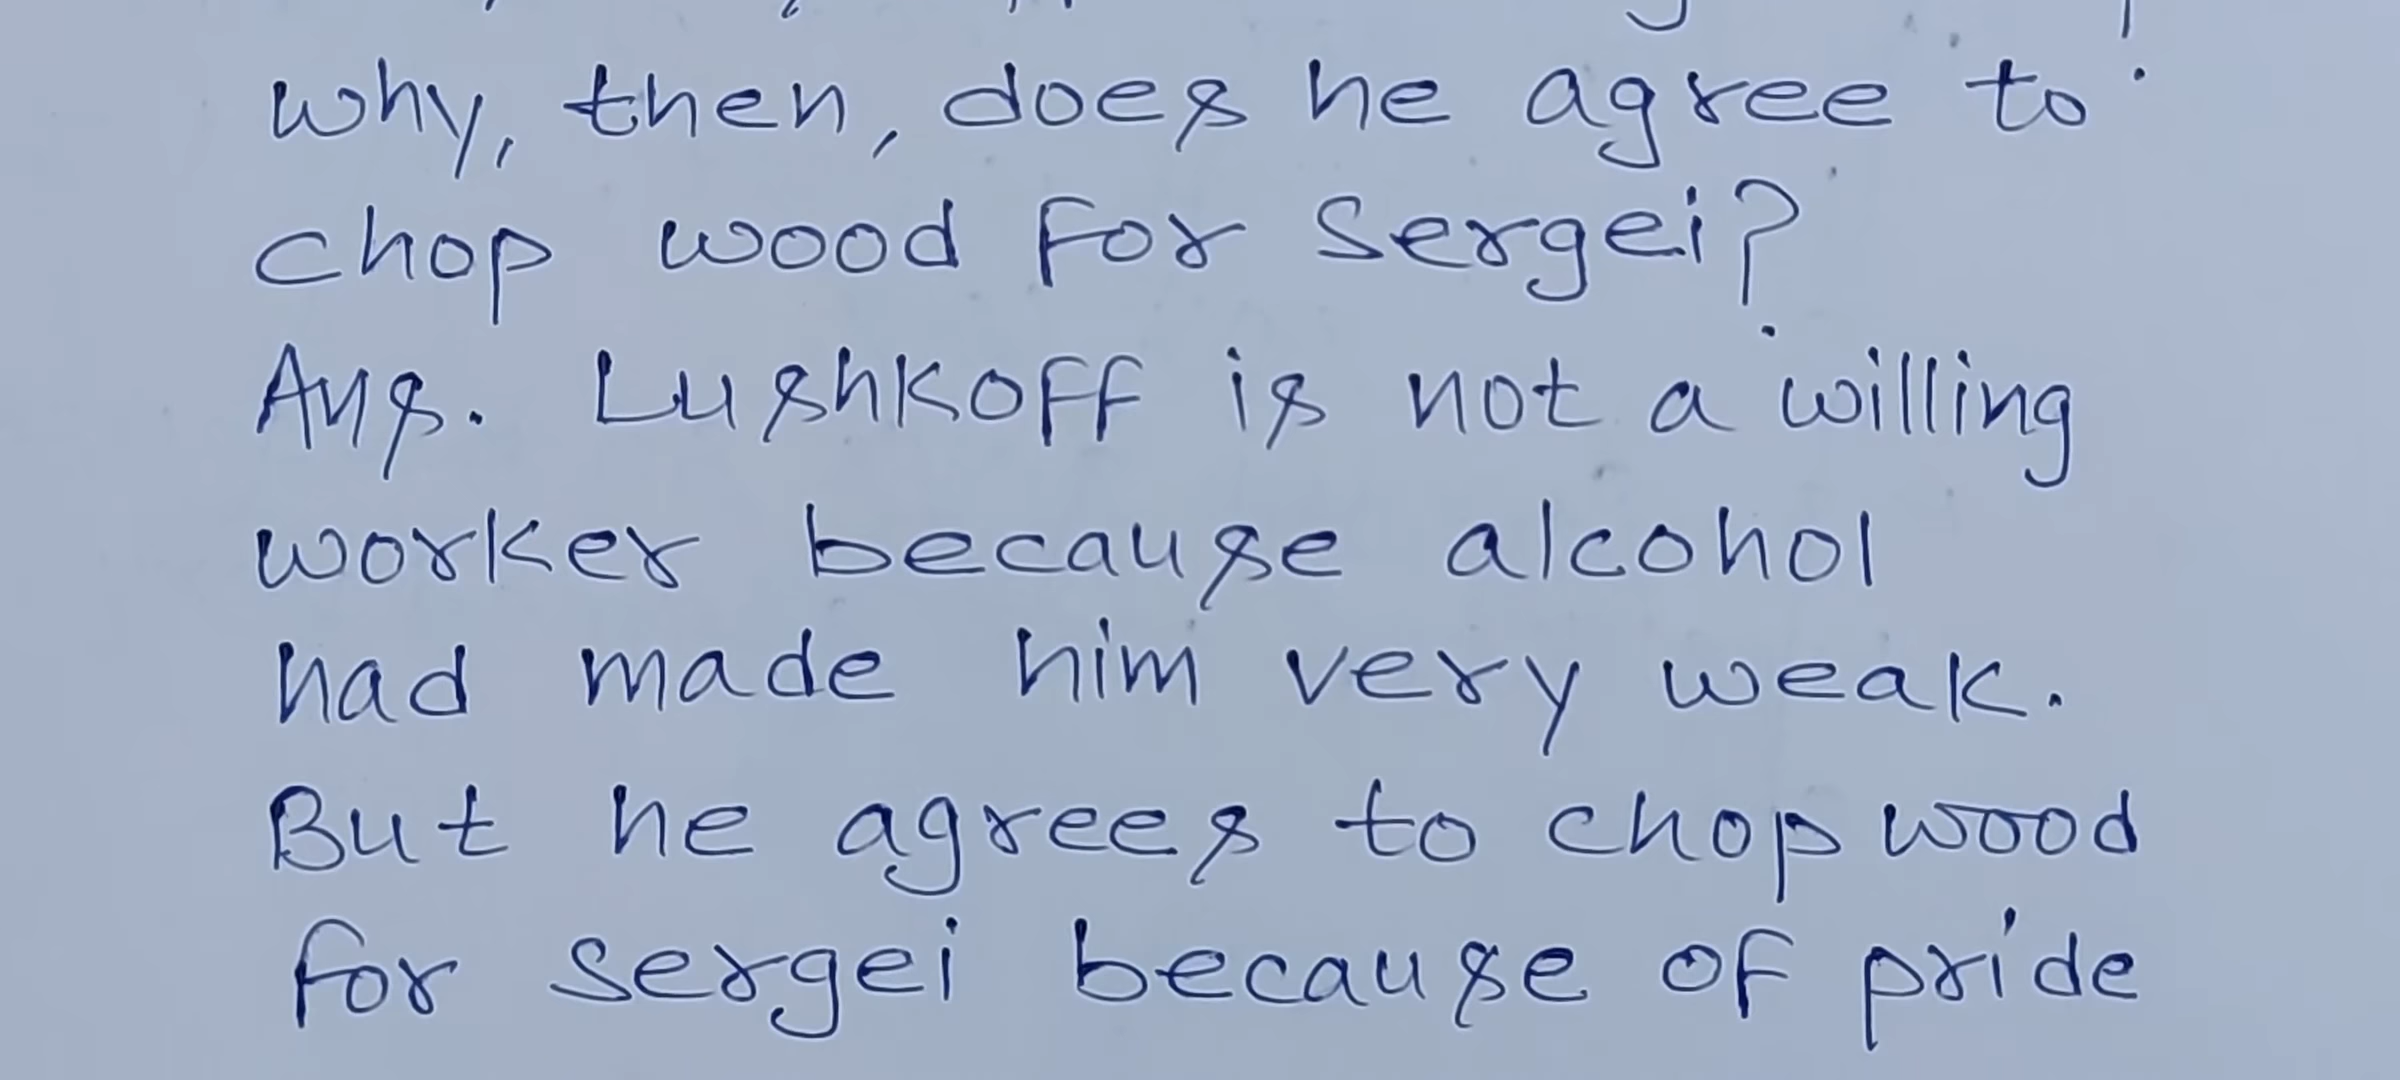 why, then, does he agree to
chop wood for Sergei?
Ans. Lushkoff is not a willing
worker because alcohol
had made him very weak.
But he agrees to chop wood
for Sergei because of pride